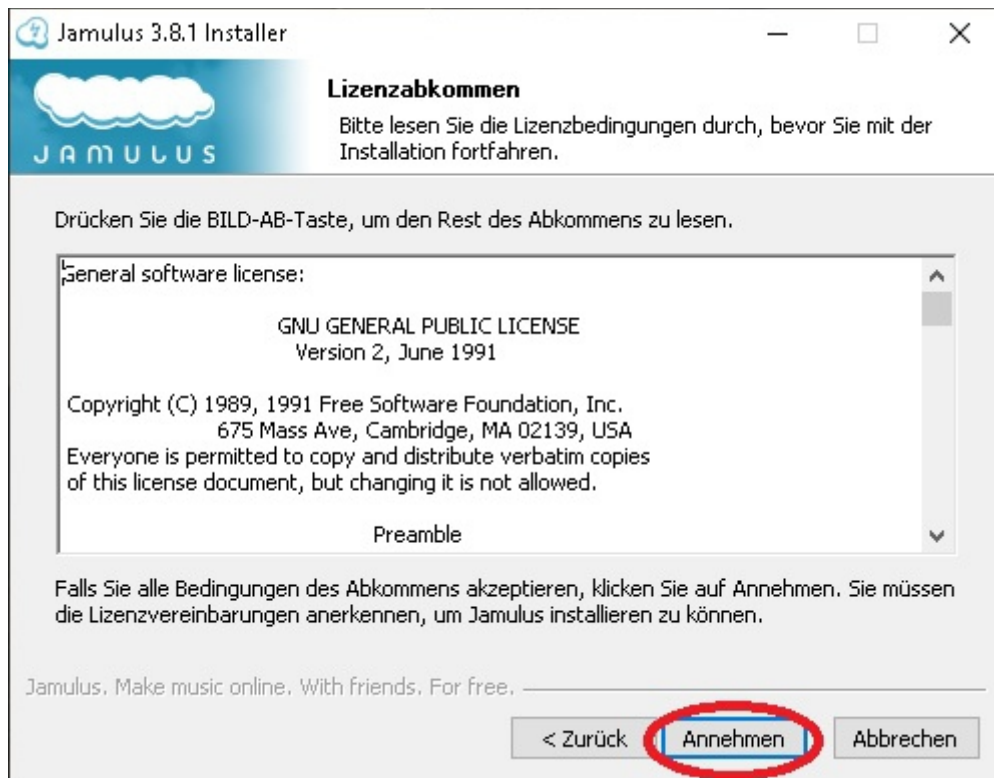 Jamulus 3.8.1 Installer
JAMULUS
Lizenzabkommen
Bitte lesen Sie die Lizenzbedingungen durch, bevor Sie mit der
Installation fortfahren.
Drücken Sie die BILD-AB-Taste, um den Rest des Abkommens zu lesen.
General software license:
GNU GENERAL PUBLIC LICENSE
Version 2, June 1991
Copyright (C) 1989, 1991 Free Software Foundation, Inc.
675 Mass Ave, Cambridge, MA 02139, USA
Everyone is permitted to copy and distribute verbatim copies
of this license document, but changing it is not allowed.
Preamble
Falls Sie alle Bedingungen des Abkommens akzeptieren, klicken Sie auf Annehmen. Sie müssen
die Lizenzvereinbarungen anerkennen, um Jamulus installieren zu können.
Jamulus. Make music online. With friends. For free.
< Zurück Annehmen Abbrechen